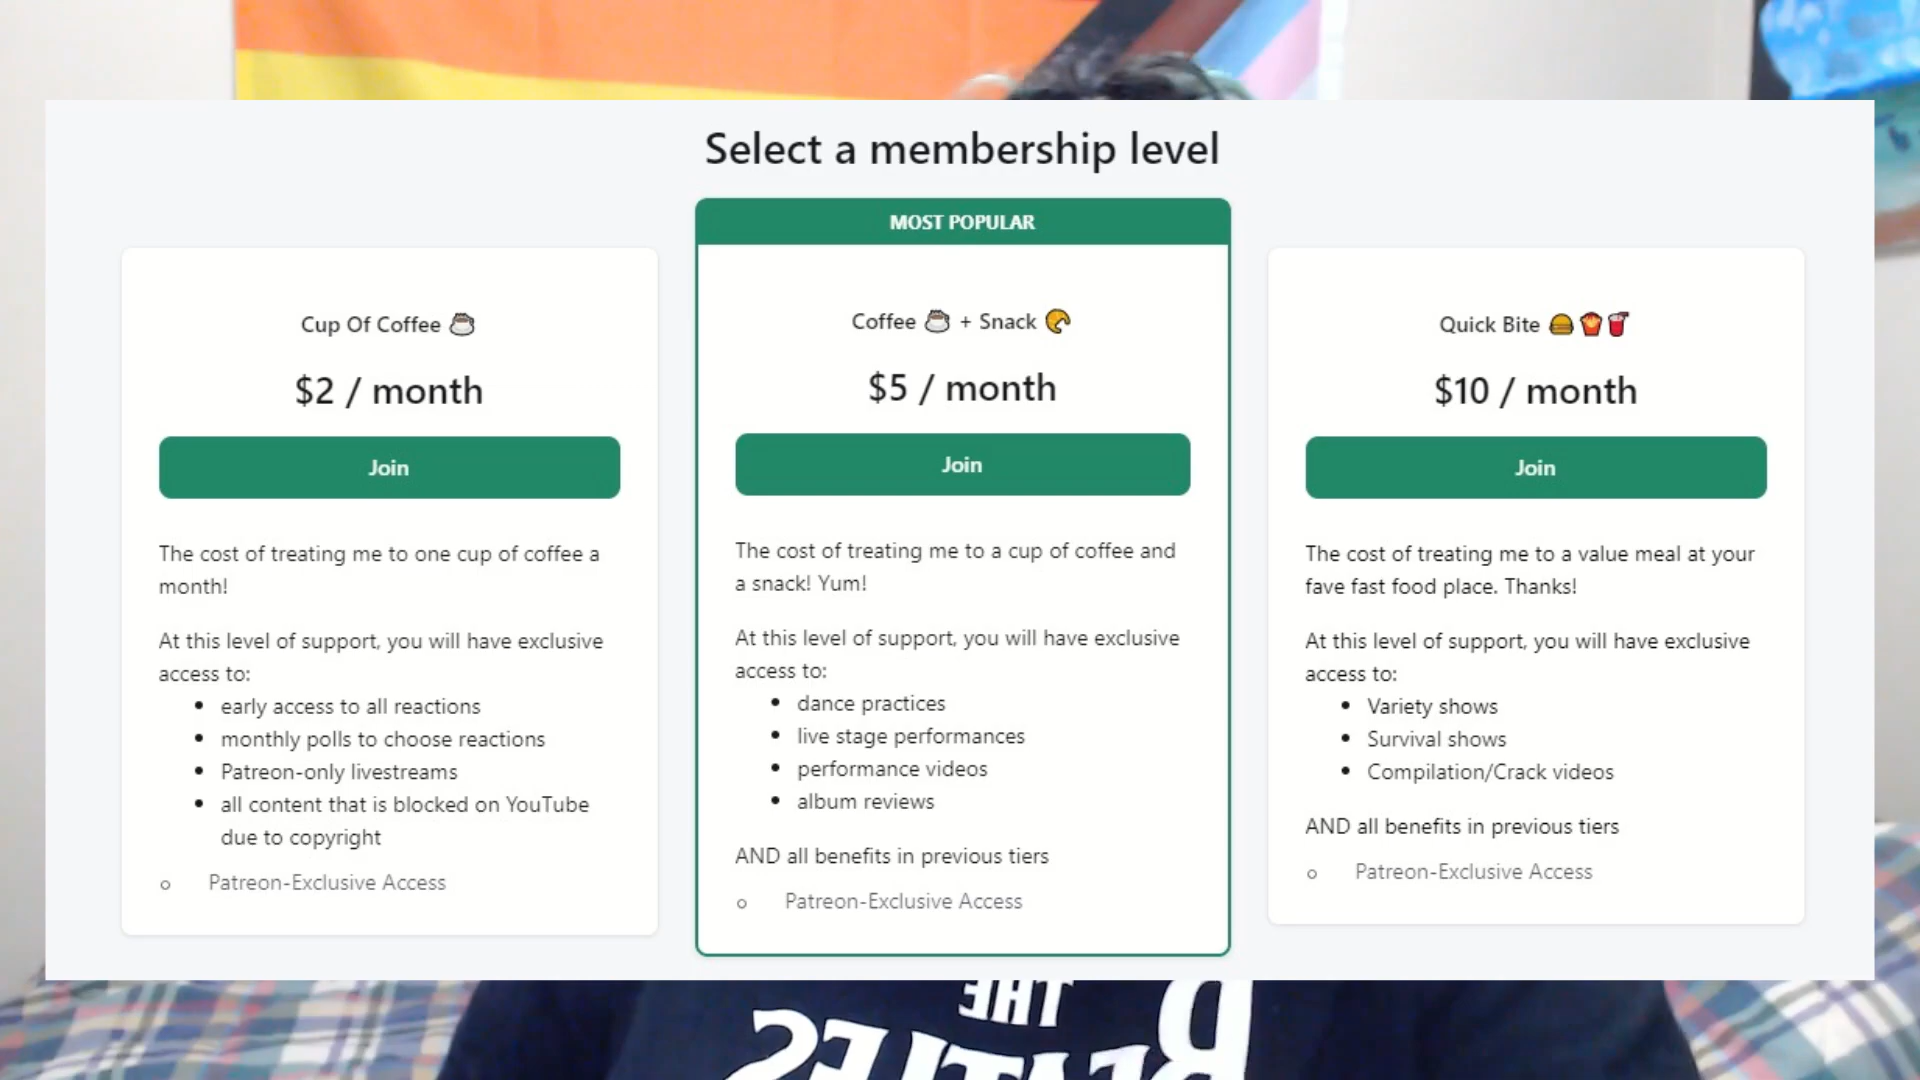 Select a membership level
MOST POPULAR
Cup Of Coffee ☕
$2 / month
Join
The cost of treating me to one cup of coffee a
month!
At this level of support, you will have exclusive
access to:
• early access to all reactions
• monthly polls to choose reactions
• Patreon-only livestreams
• all content that is blocked on YouTube
due to copyright
○ Patreon-Exclusive Access
Coffee ☕ + Snack 🥐
$5 / month
Join
The cost of treating me to a cup of coffee and
a snack! Yum!
At this level of support, you will have exclusive
access to:
• dance practices
• live stage performances
• performance videos
• album reviews
AND all benefits in previous tiers
○ Patreon-Exclusive Access
Quick Bite 🍔🍟🥤
$10 / month
Join
The cost of treating me to a value meal at your
fave fast food place. Thanks!
At this level of support, you will have exclusive
access to:
• Variety shows
• Survival shows
• Compilation/Crack videos
AND all benefits in previous tiers
○ Patreon-Exclusive Access
THE
BEATLES